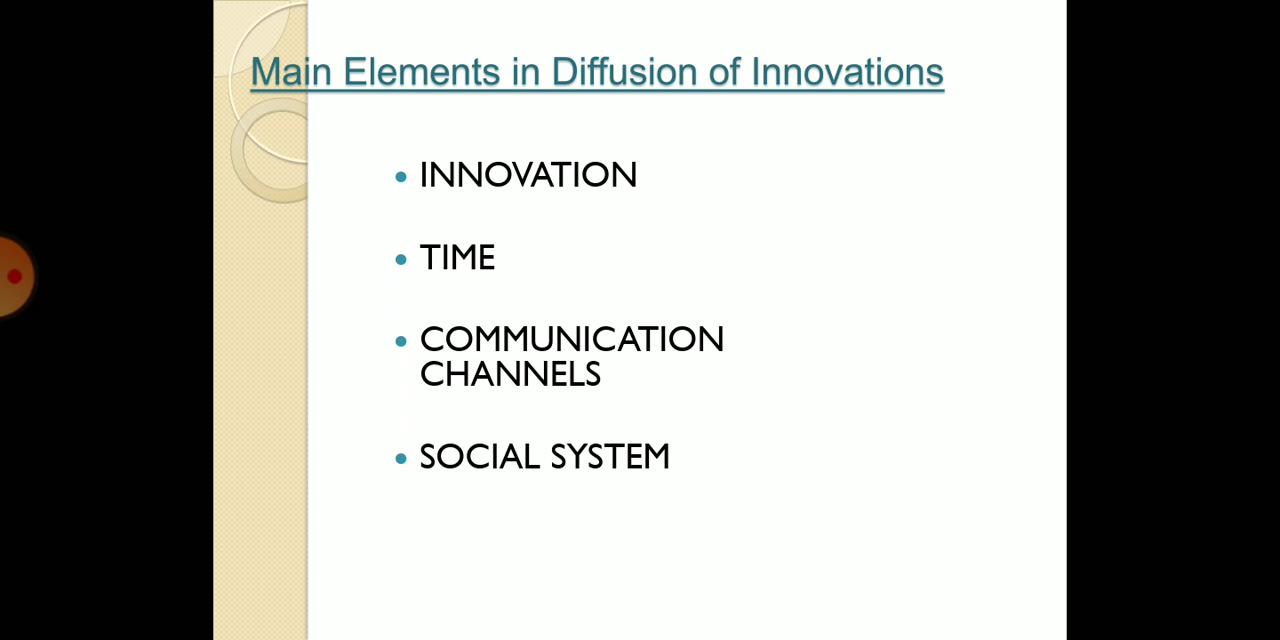 Main Elements in Diffusion of Innovations
• INNOVATION
• TIME
• COMMUNICATION
CHANNELS
• SOCIAL SYSTEM